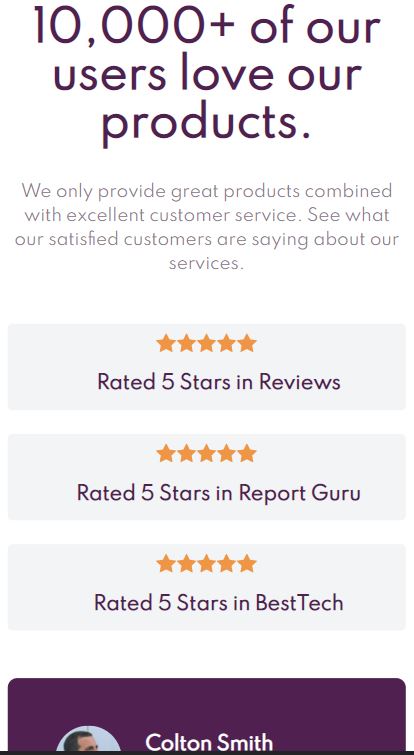 10,000+ of our
users love our
products.
We only provide great products combined
with excellent customer service. See what
our satisfied customers are saying about our
services.
Rated 5 Stars in Reviews
Rated 5 Stars in Report Guru
Rated 5 Stars in BestTech
Colton Smith